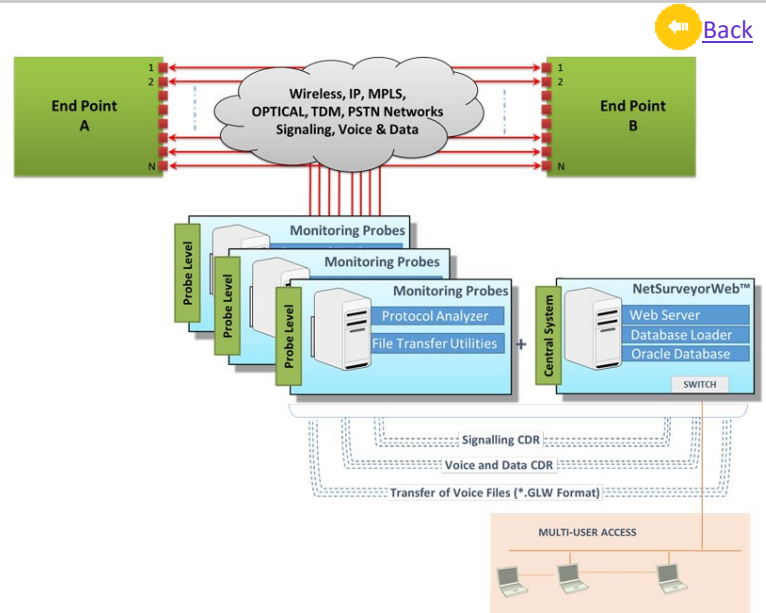 Back
End Point
A
1
2
N
Wireless, IP, MPLS,
OPTICAL, TDM, PSTN Networks
Signaling, Voice & Data
1
2
N
End Point
B
Probe Level
Monitoring Probes
Probe Level
Monitoring Probes
Probe Level
Monitoring Probes
Protocol Analyzer
File Transfer Utilities
+
Central System
NetSurveyorWeb™
Web Server
Database Loader
Oracle Database
SWITCH
Signalling CDR
Voice and Data CDR
Transfer of Voice Files (*.GLW Format)
MULTI-USER ACCESS